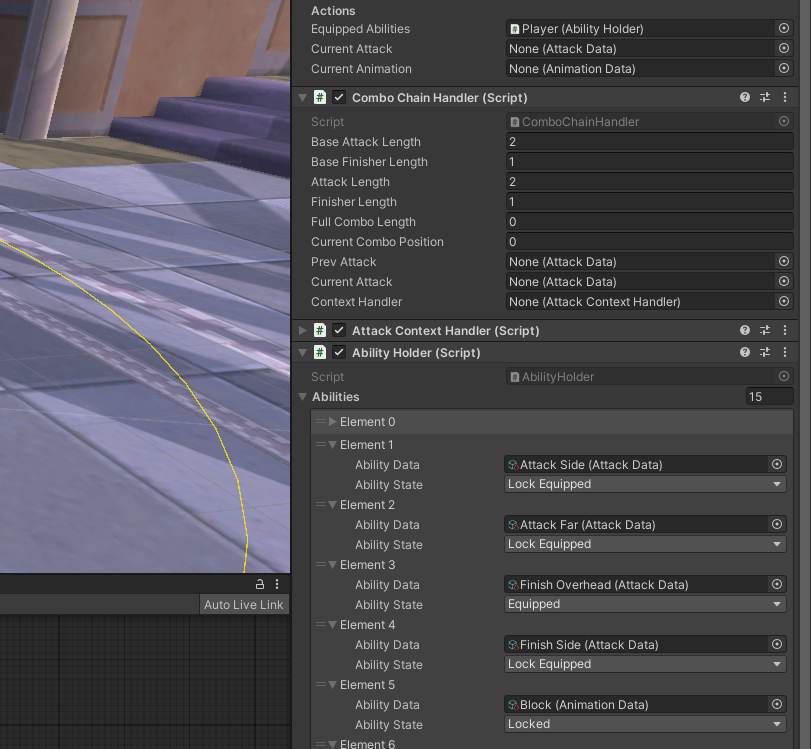 Actions
Equipped Abilities Player (Ability Holder)
Current Attack None (Attack Data)
Current Animation None (Animation Data)
# Combo Chain Handler (Script)
Script # ComboChainHandler
Base Attack Length 2
Base Finisher Length 1
Attack Length 2
Finisher Length 1
Full Combo Length 0
Current Combo Position 0
Prev Attack None (Attack Data)
Current Attack None (Attack Data)
Context Handler None (Attack Context Handler)
# Attack Context Handler (Script)
# Ability Holder (Script)
Script # AbilityHolder
Abilities 15
Element 0
Element 1
Ability Data Attack Side (Attack Data)
Ability State Lock Equipped
Element 2
Ability Data Attack Far (Attack Data)
Ability State Lock Equipped
Element 3
Ability Data Finish Overhead (Attack Data)
Ability State Equipped
Element 4
Ability Data Finish Side (Attack Data)
Ability State Lock Equipped
Element 5
Ability Data Block (Animation Data)
Ability State Locked
Element 6
Auto Live Link